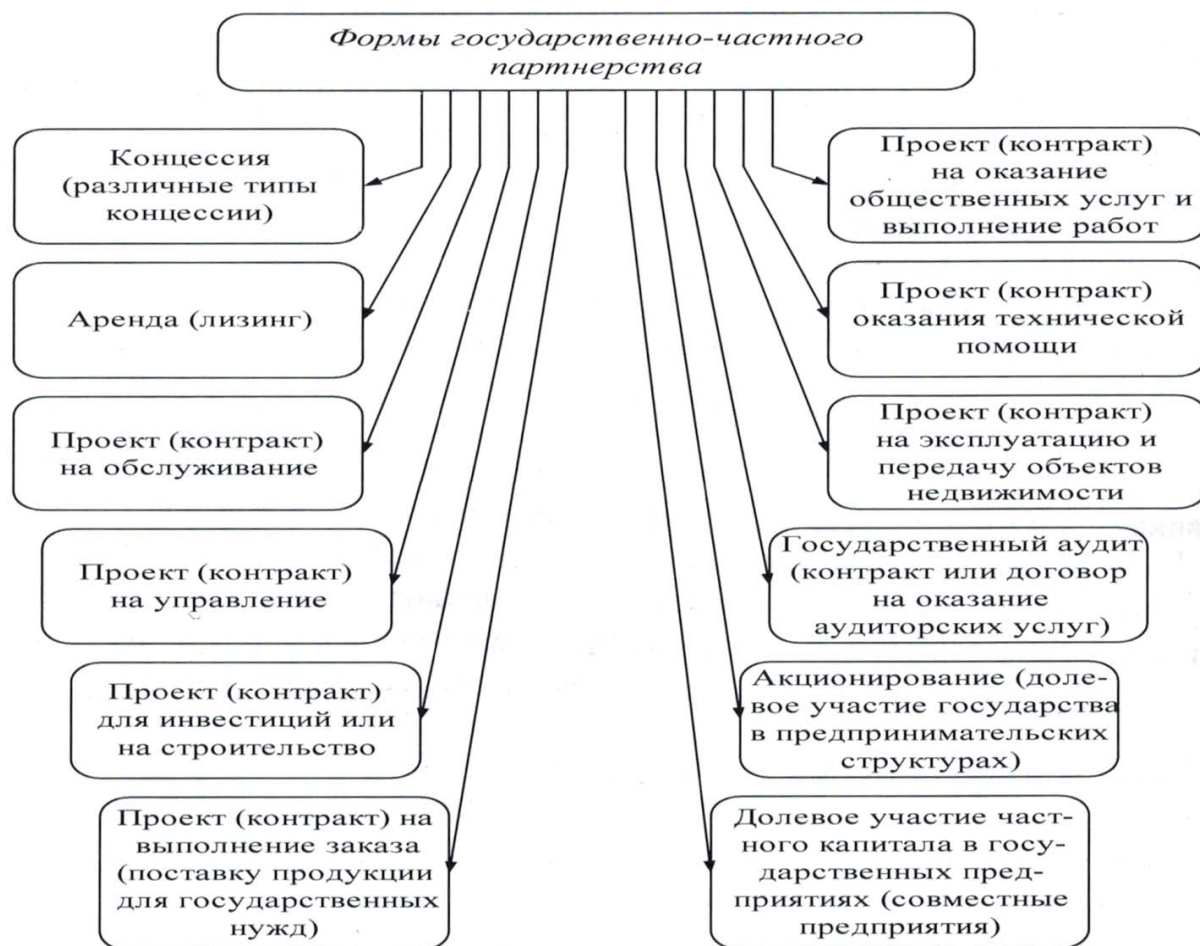 Формы государственно-частного
партнерства
Концессия
(различные типы
концессии)
Аренда (лизинг)
Проект (контракт)
на обслуживание
Проект (контракт)
на управление
Проект (контракт)
для инвестиций или
на строительство
Проект (контракт) на
выполнение заказа
(поставку продукции
для государственных
нужд)
Проект (контракт)
на оказание
общественных услуг и
выполнение работ
Проект (контракт)
оказания технической
помощи
Проект (контракт)
на эксплуатацию и
передачу объектов
недвижимости
Государственный аудит
(контракт или договор
на оказание
аудиторских услуг)
Акционирование (доле-
вое участие государства
в предпринимательских
структурах)
Долевое участие част-
ного капитала в госу-
дарственных пред-
приятиях (совместные
предприятия)